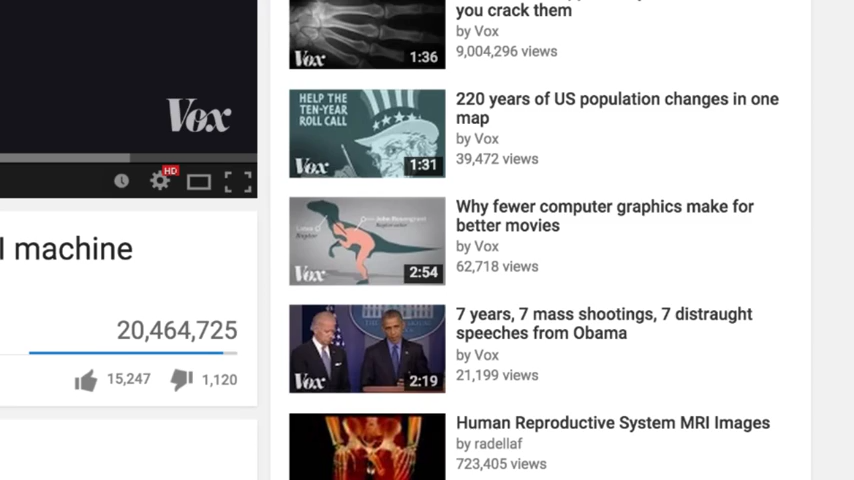 Vox
HD
l machine
20,464,725
15,247
1,120
you crack them
by Vox
9,004,296 views
Vox
1:36
HELP THE
TEN-YEAR
ROLL CALL
Vox
1:31
220 years of US population changes in one
map
by Vox
39,472 views
Vox
2:54
Why fewer computer graphics make for
better movies
by Vox
62,718 views
Vox
2:19
7 years, 7 mass shootings, 7 distraught
speeches from Obama
by Vox
21,199 views
Human Reproductive System MRI Images
by radellaf
723,405 views